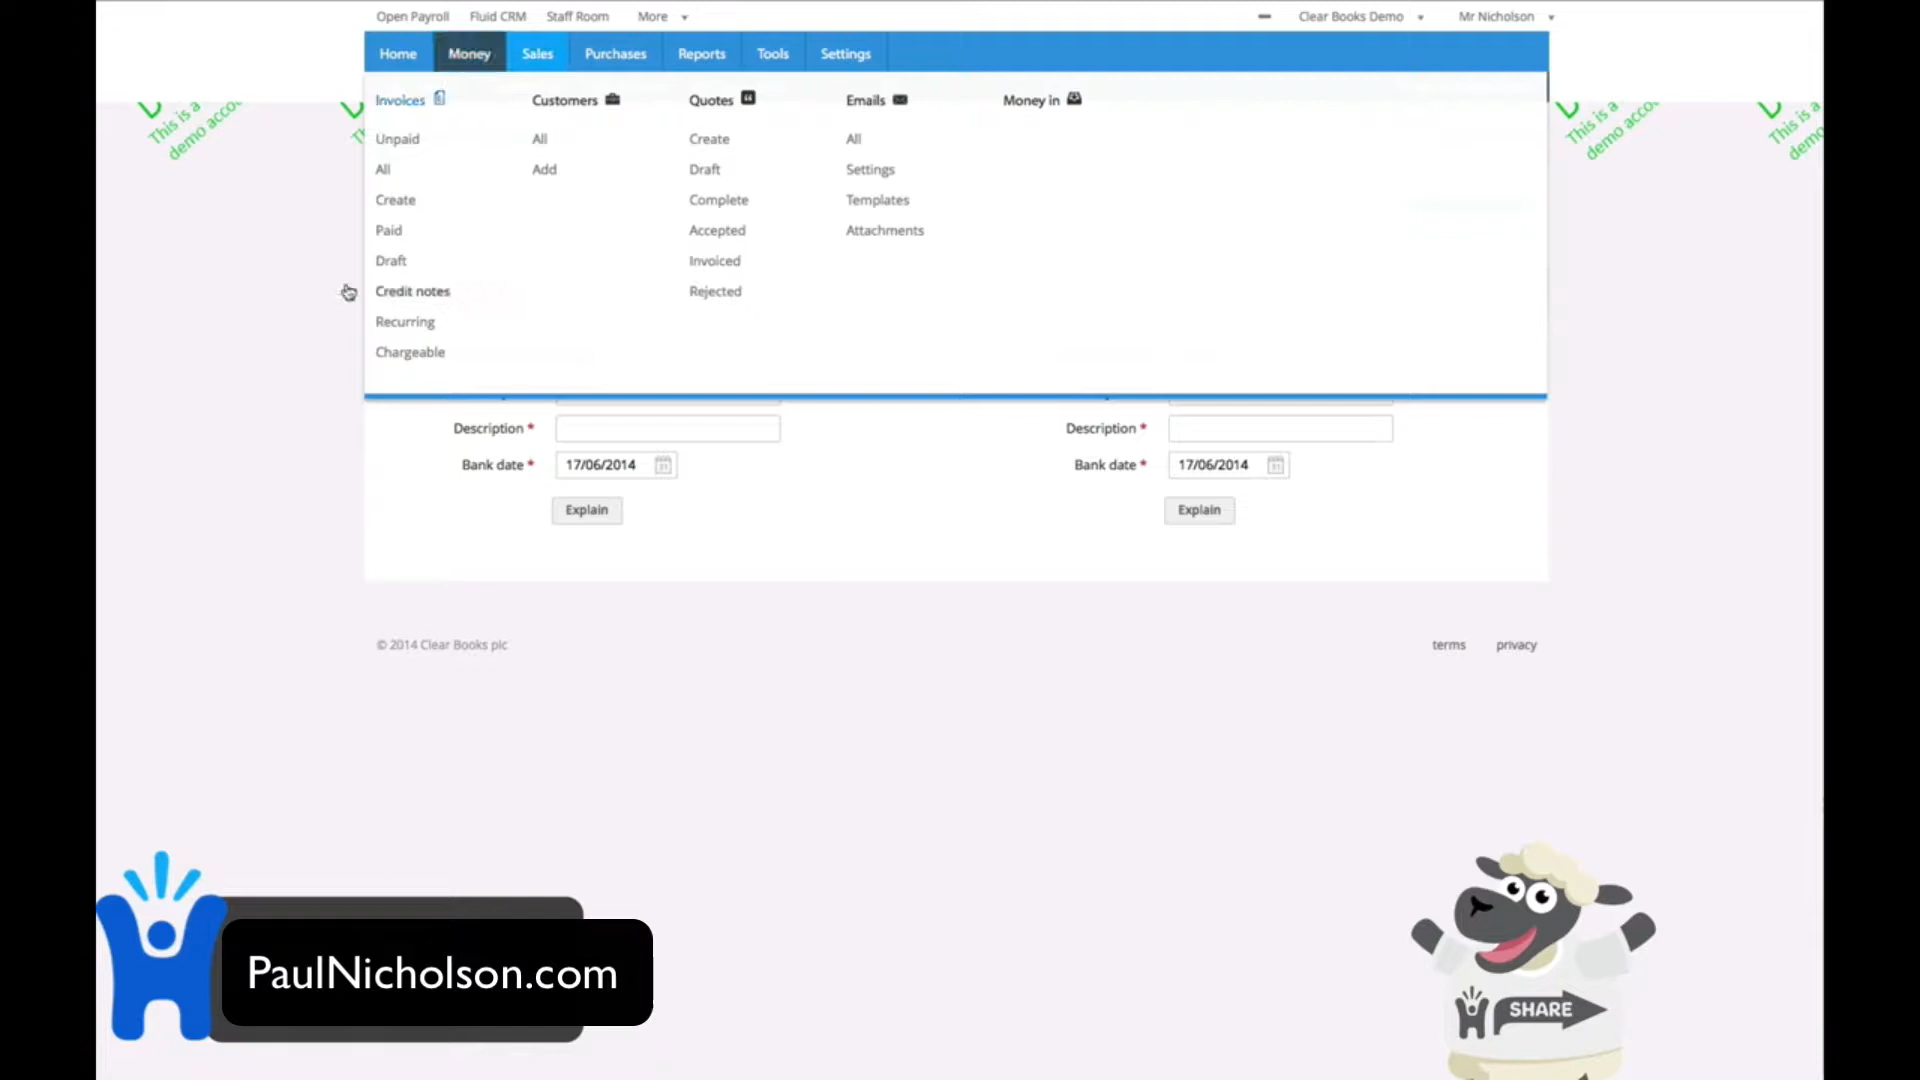 Open Payroll Fluid CRM Staff Room More Clear Books Demo Mr Nicholson
Home Money Sales Purchases Reports Tools Settings
Invoices Customers Quotes Emails Money in
Unpaid All Create All
All Add Draft Settings
Create Complete Templates
Paid Accepted Attachments
Draft Invoiced
Credit notes Rejected
Recurring
Chargeable
This is a
demo acco
This is a
demo acco
This is a
demo
Description * Description *
Bank date * 17/06/2014 Bank date * 17/06/2014
Explain Explain
© 2014 Clear Books plc terms privacy
PaulNicholson.com
SHARE